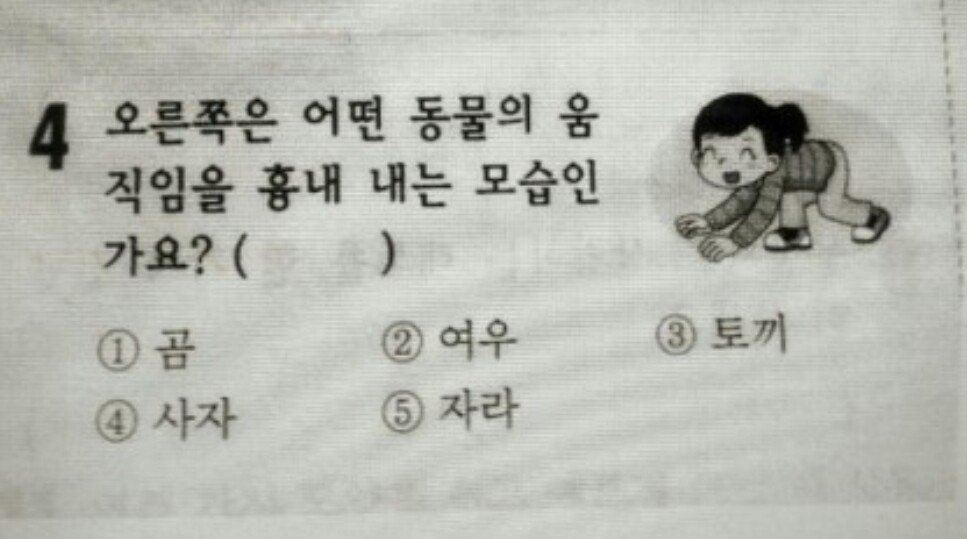 4 오른쪽은 어떤 동물의 움
직임을 흉내 내는 모습인
가요? (        )
① 곰 ② 여우 ③ 토끼
④ 사자 ⑤ 자라